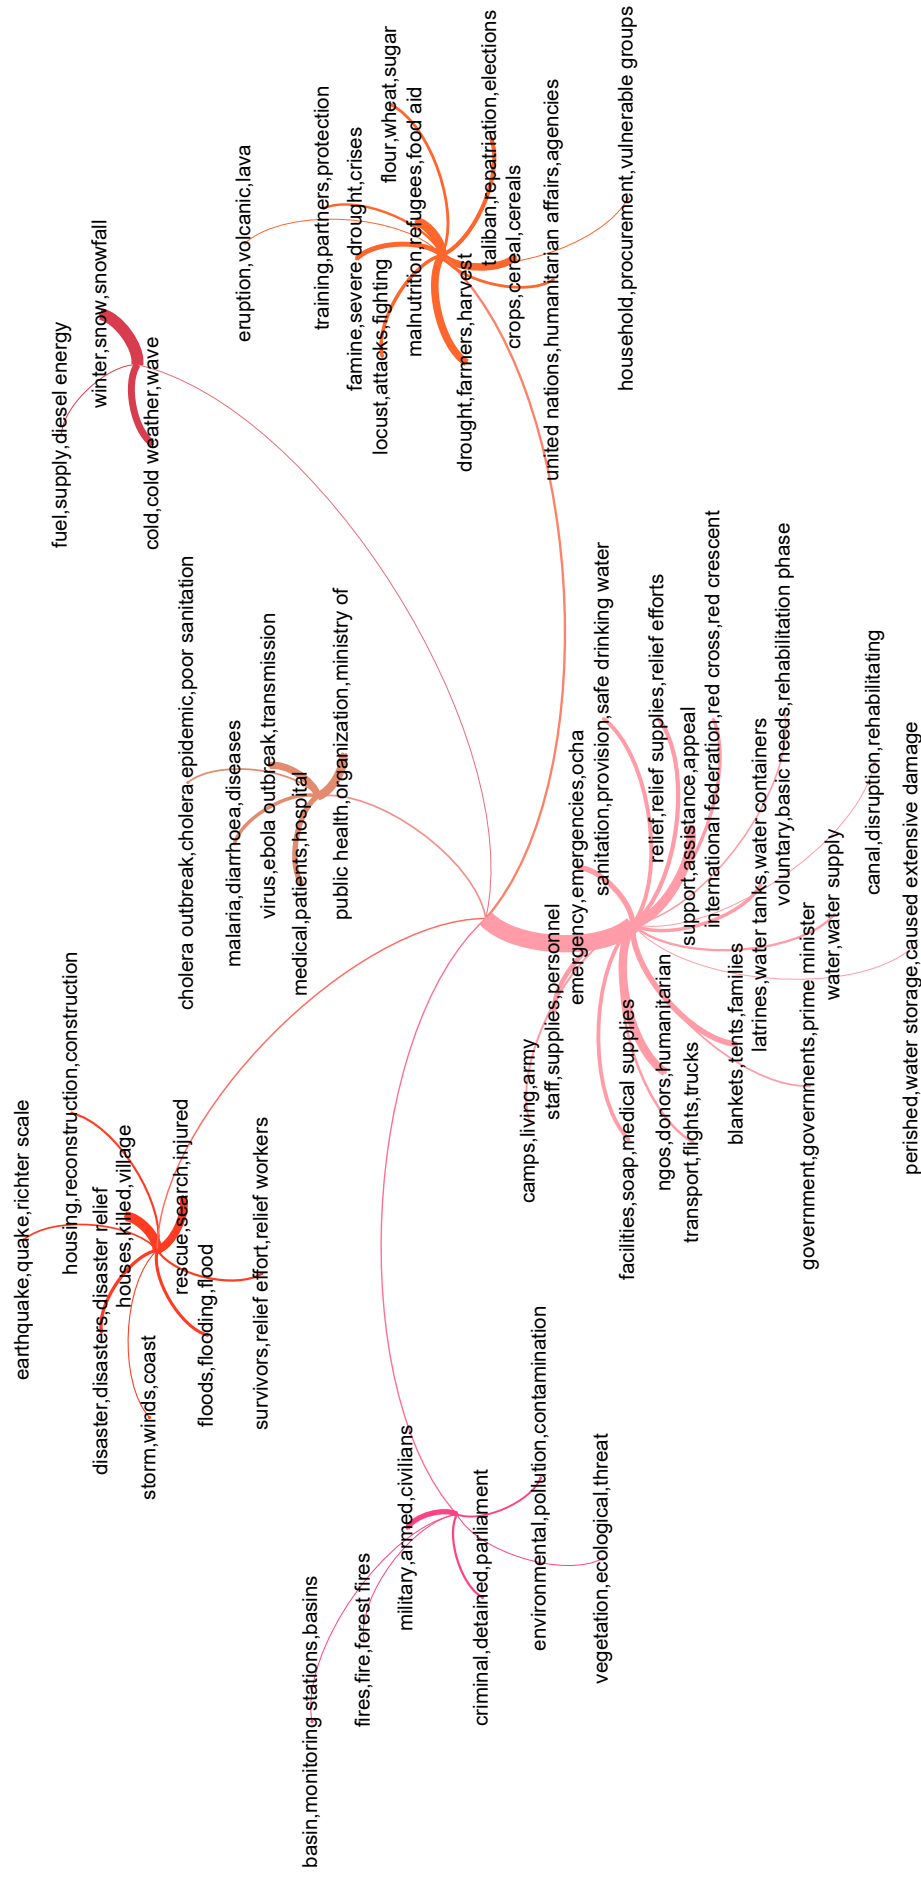 earthquake,quake,richter scale
housing,reconstruction,construction
disaster,disasters,disaster relief
houses,killed,village
storm,winds,coast
rescue,search,injured
floods,flooding,flood
survivors,relief effort,relief workers
fuel,supply,diesel energy
winter,snow,snowfall
cold,cold weather,wave
cholera outbreak,cholera epidemic,poor sanitation
malaria,diarrhoea,diseases
virus,ebola outbreak,transmission
medical,patients,hospital
public health,organization,ministry of
eruption,volcanic,lava
training,partners,protection
famine,severe drought,crises
locust,attacks,fighting
flour,wheat,sugar
malnutrition,refugees,food aid
drought,farmers,harvest
taliban,repatriation,elections
crops,cereal,cereals
united nations,humanitarian affairs,agencies
household,procurement,vulnerable groups
basin,monitoring stations,basins
fires,fire,forest fires
military,armed,civilians
criminal,detained,parliament
environmental,pollution,contamination
vegetation,ecological,threat
camps,living,army
staff,supplies,personnel
emergency,emergencies,ocha
sanitation,provision,safe drinking water
facilities,soap,medical supplies
relief,relief supplies,relief efforts
ngos,donors,humanitarian
transport,flights,trucks
support,assistance,appeal
international federation,red cross,red crescent
blankets,tents,families
latrines,water tanks,water containers
voluntary,basic needs,rehabilitation phase
government,governments,prime minister
water,water supply
canal,disruption,rehabilitating
perished,water storage,caused extensive damage